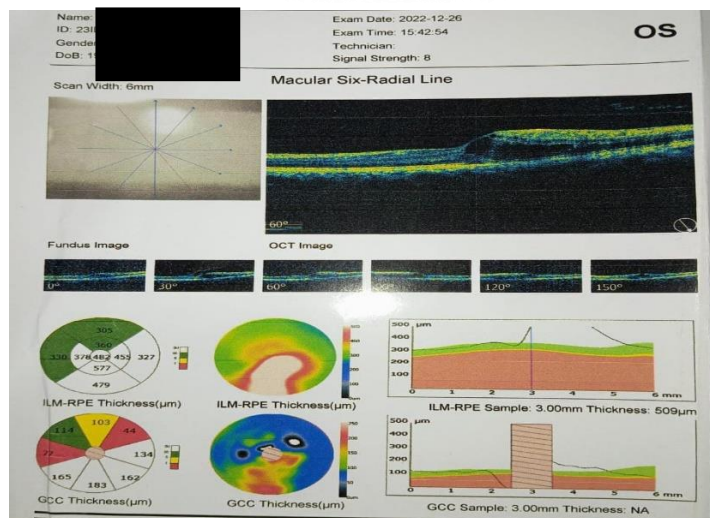 Name:
ID: 23
Gende
DoB: 1
Exam Date: 2022-12-26
Exam Time: 15:42:54
Technician:
Signal Strength: 8
OS
Macular Six-Radial Line
Scan Width: 6mm
60°
Fundus Image
OCT Image
0°
30°
60°
120°
150°
305
360
330 378 482 455 327
577
479
ILM-RPE Thickness(µm)
ILM-RPE Thickness(µm)
500 µm
400
300
200
100
0 1 2 3 4 5 6 mm
ILM-RPE Sample: 3.00mm Thickness: 509µm
103
114 44
77 134
165 162
183
GCC Thickness(µm)
GCC Thickness(µm)
500 µm
400
300
200
100
0 1 2 3 4 5 6 mm
GCC Sample: 3.00mm Thickness: NA